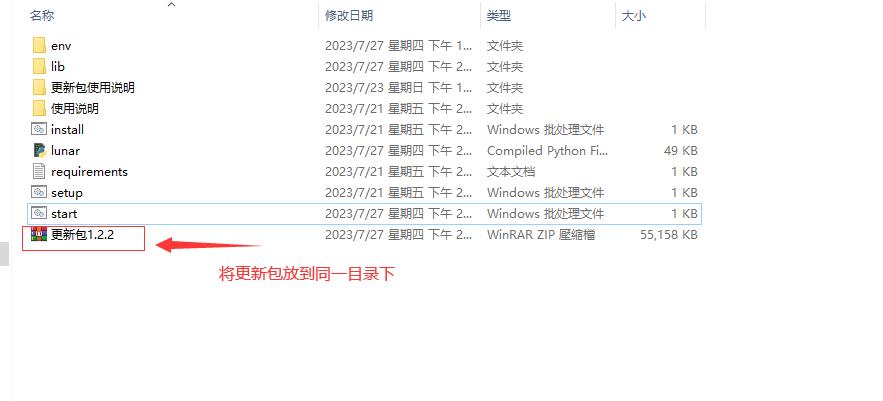 名称 修改日期 类型 大小
env 2023/7/27 星期四 下午 1... 文件夹
lib 2023/7/27 星期四 下午 2... 文件夹
更新包使用说明 2023/7/23 星期日 下午 1... 文件夹
使用说明 2023/7/21 星期五 下午 2... 文件夹
install 2023/7/21 星期五 下午 2... Windows 批处理文件 1 KB
lunar 2023/7/27 星期四 下午 2... Compiled Python Fi... 49 KB
requirements 2023/7/21 星期五 下午 2... 文本文档 1 KB
setup 2023/7/21 星期五 下午 2... Windows 批处理文件 1 KB
start 2023/7/27 星期四 下午 2... Windows 批处理文件 1 KB
更新包1.2.2 2023/7/27 星期四 下午 2... WinRAR ZIP 壓縮檔 55,158 KB
将更新包放到同一目录下